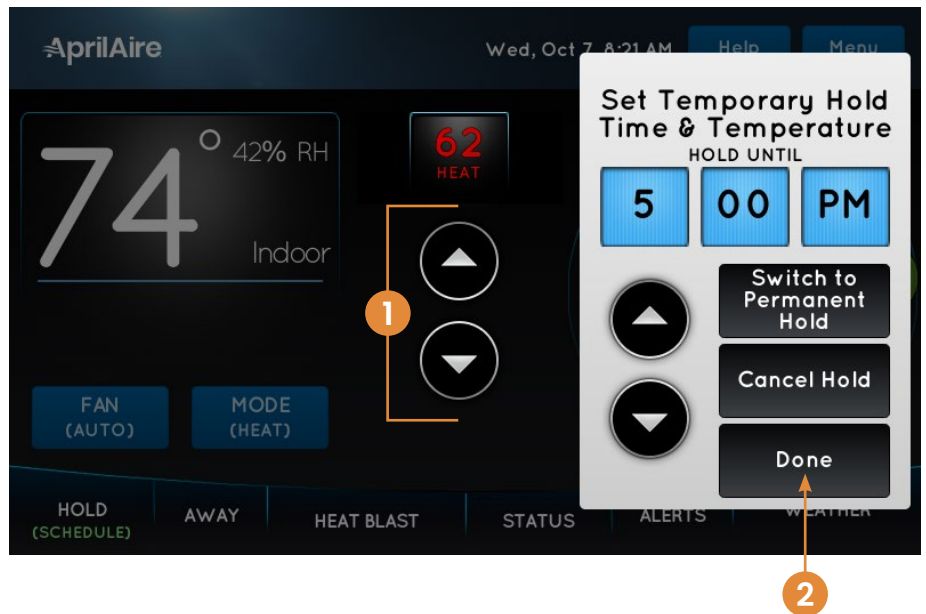 AprilAire
Wed, Oct 7, 8:21 AM
Help
Menu
74° 42% RH
Indoor
62
HEAT
1
Set Temporary Hold
Time & Temperature
HOLD UNTIL
5 00 PM
Switch to
Permanent
Hold
Cancel Hold
Done
FAN
(AUTO)
MODE
(HEAT)
HOLD
(SCHEDULE)
AWAY
HEAT BLAST
STATUS
ALERTS
WEATHER
2